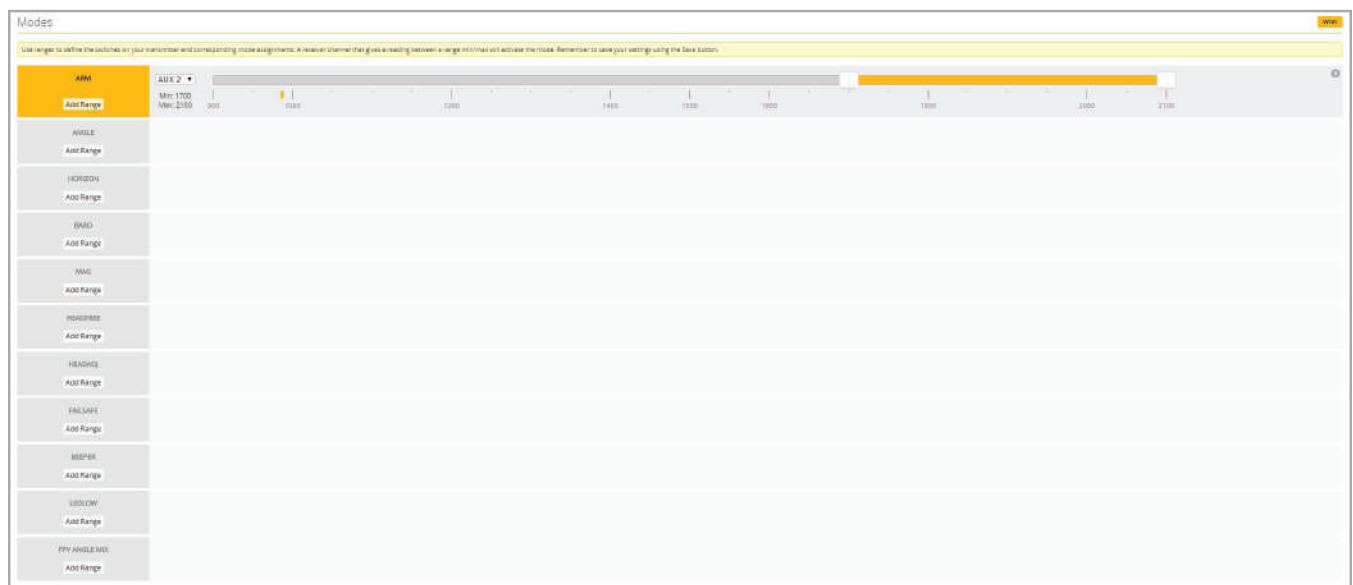 Modes
WIKI
Use ranges to define the switches on your transmitter and corresponding mode assignments. A receiver channel that gives a reading between a range min/max will activate the mode. Remember to save your settings using the Save button.
ARM
Add Range
AUX 2
Min: 1700
Max: 2100
900 1000 1200 1400 1500 1600 1800 2000 2100
ANGLE
Add Range
HORIZON
Add Range
BARO
Add Range
MAG
Add Range
HEADFREE
Add Range
HEADADJ
Add Range
FAILSAFE
Add Range
BEEPER
Add Range
LEDLOW
Add Range
FPV ANGLE MIX
Add Range